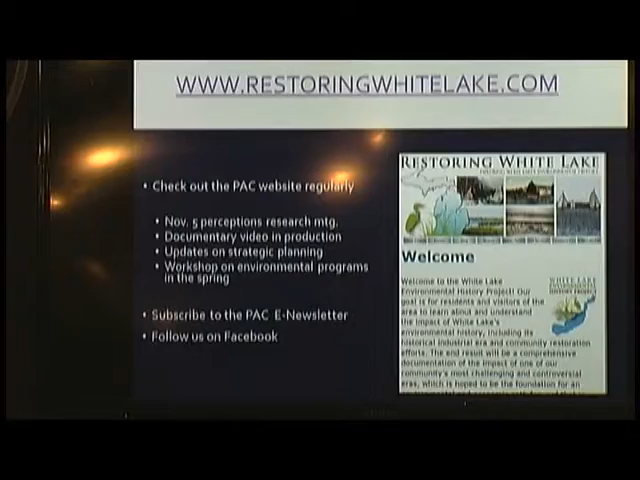 WWW.RESTORINGWHITELAKE.COM
• Check out the PAC website regularly
• Nov. 5 perceptions research mtg.
• Documentary video in production
• Updates on strategic planning
• Workshop on environmental programs
in the spring
• Subscribe to the PAC E-Newsletter
• Follow us on Facebook
RESTORING WHITE LAKE
Welcome
Welcome to the White Lake
Environmental History Project! Our
goal is for residents and visitors of the
area to learn about and understand
the impact of White Lake's
environmental history, including its
historical industrial era and community restoration
efforts. The end result will be a comprehensive
documentation of the impact of one of our
community's most challenging and controversial
eras, which is hoped to be the foundation for an
WHITE LAKE
ENVIRONMENTAL
HISTORY PROJECT